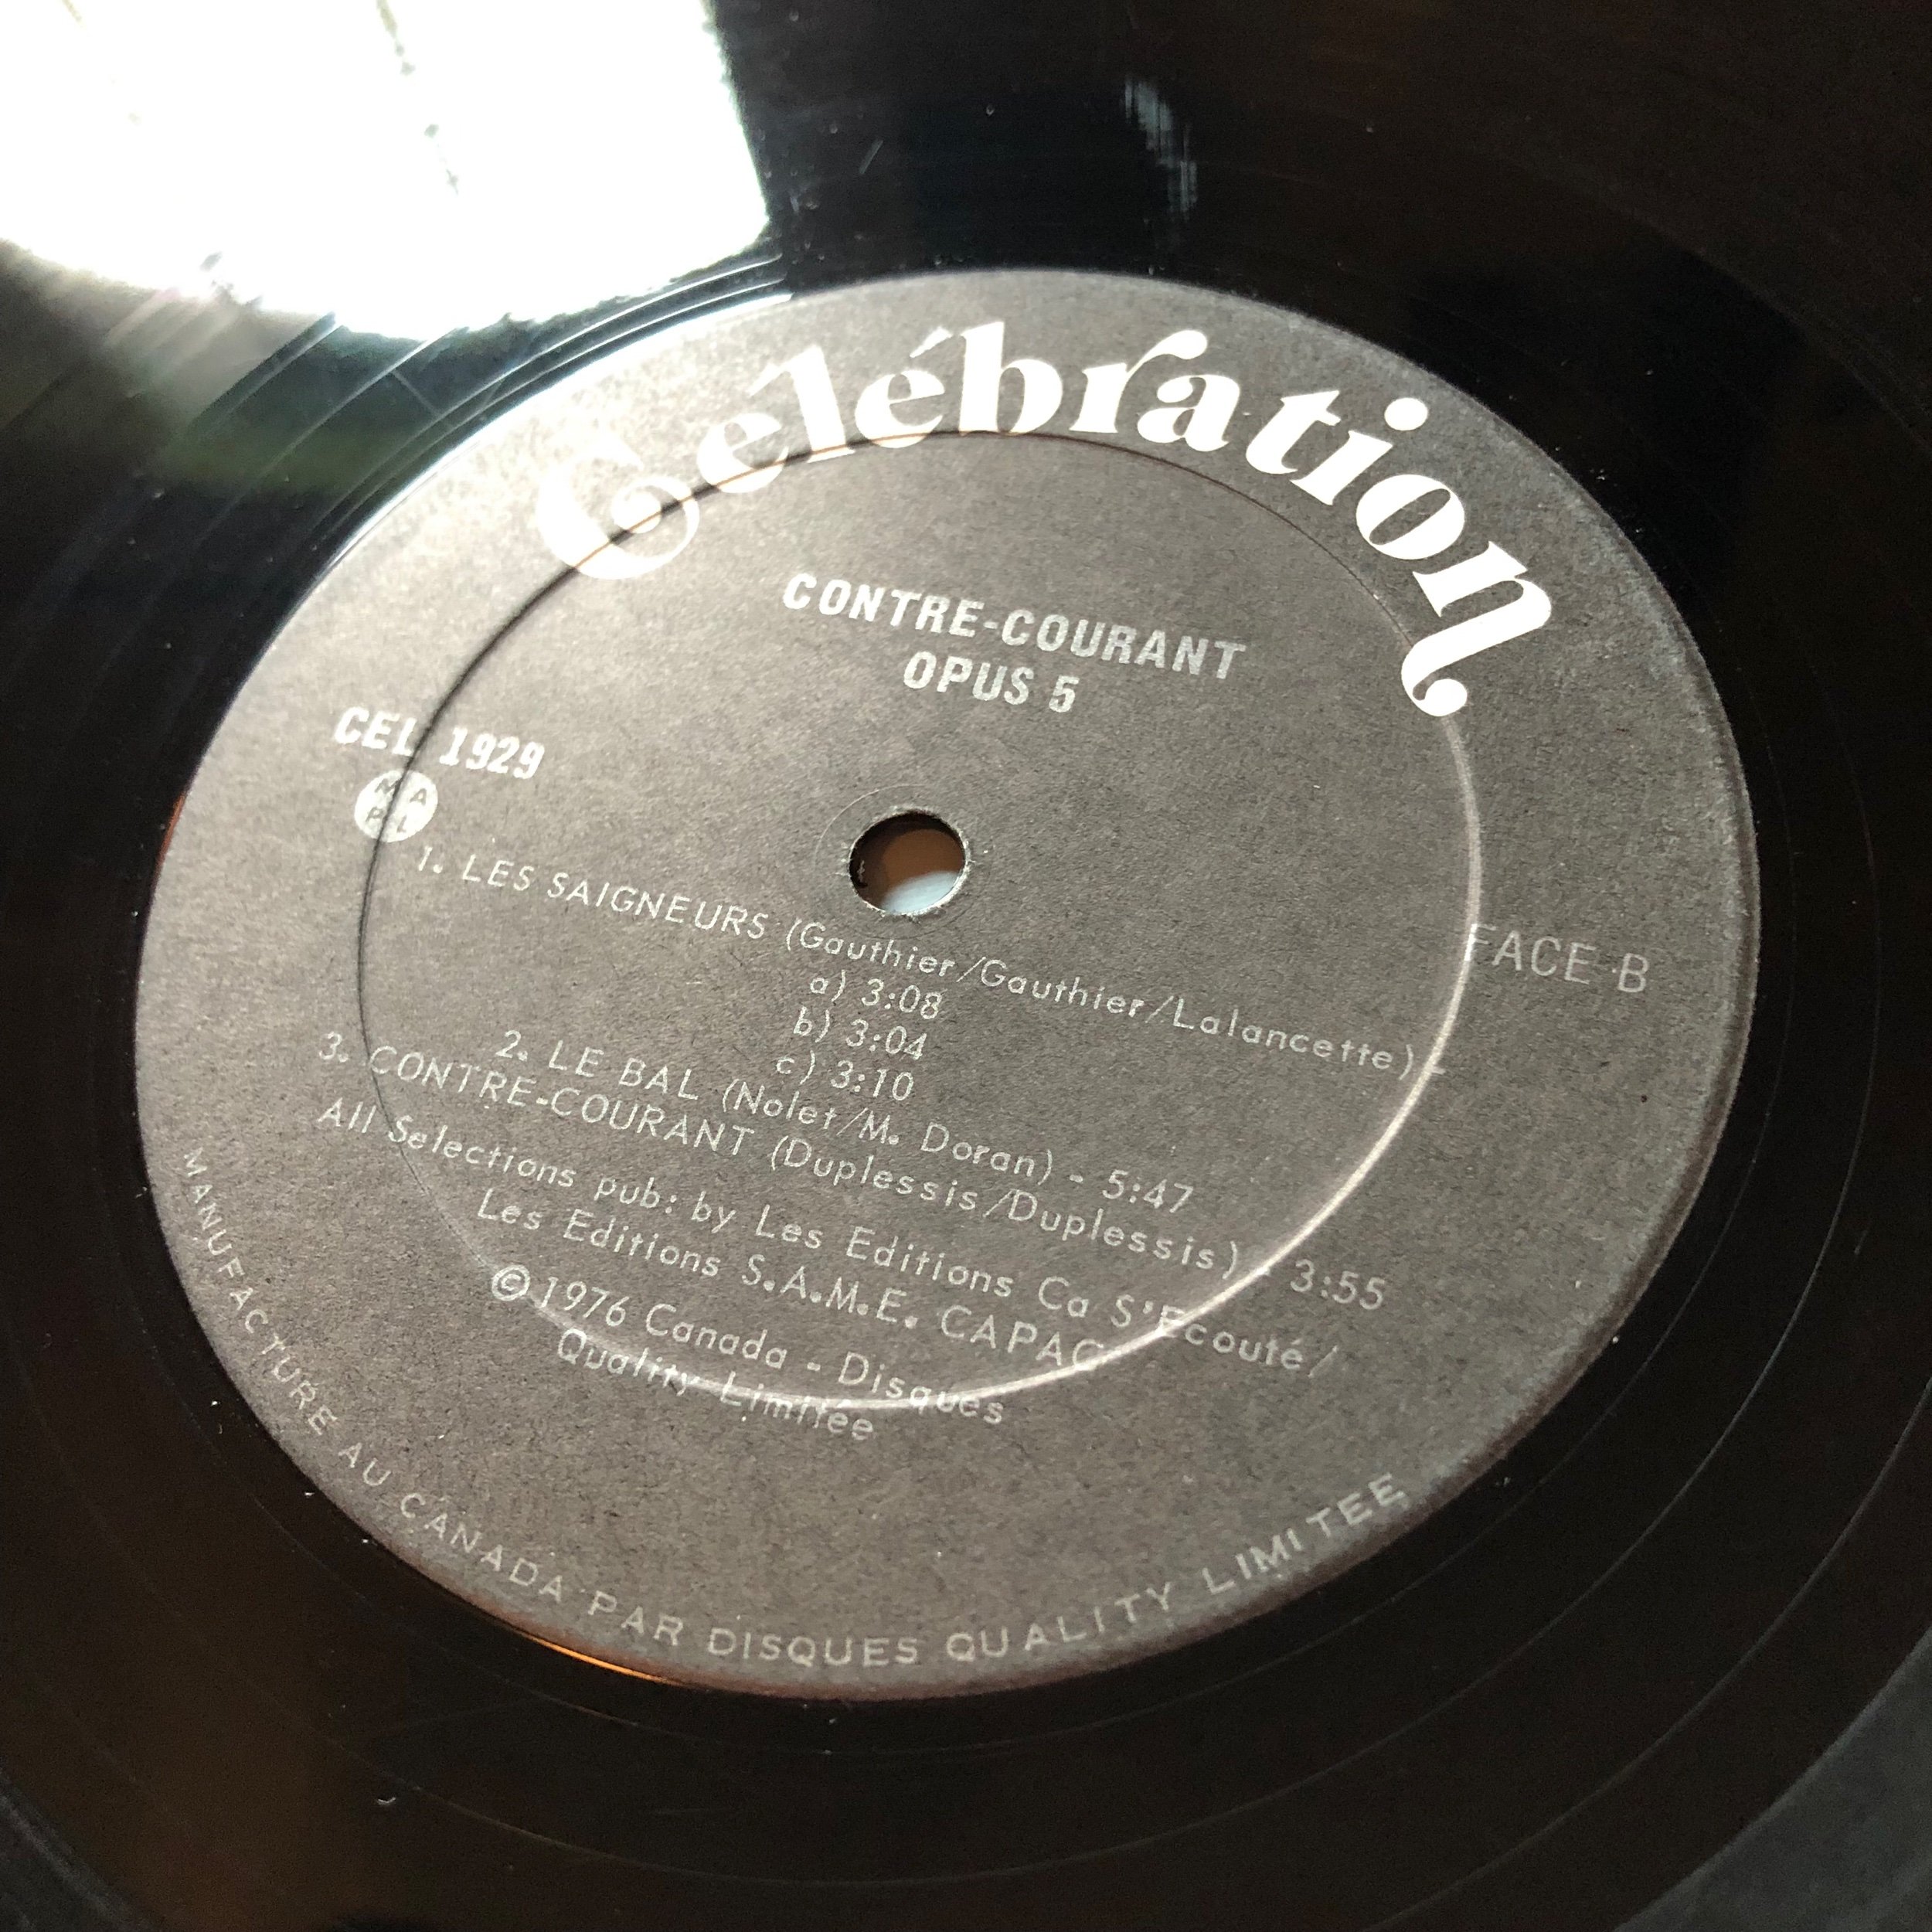 Célébration
CONTRE-COURANT
OPUS 5
CEL 1929
M A
P L
FACE B
1. LES SAIGNEURS (Gauthier/Gauthier/Lalancette) -
a) 3:08
b) 3:04
c) 3:10
2. LE BAL (Nolet/M. Doran) - 5:47
3. CONTRE-COURANT (Duplessis/Duplessis) - 3:55
All Selections pub: by Les Editions Ca S'Ecouté/
Les Editions S.A.M.E. CAPAC
© 1976 Canada - Disques
Quality Limitée
MANUFACTURE AU CANADA PAR DISQUES QUALITY LIMITEE